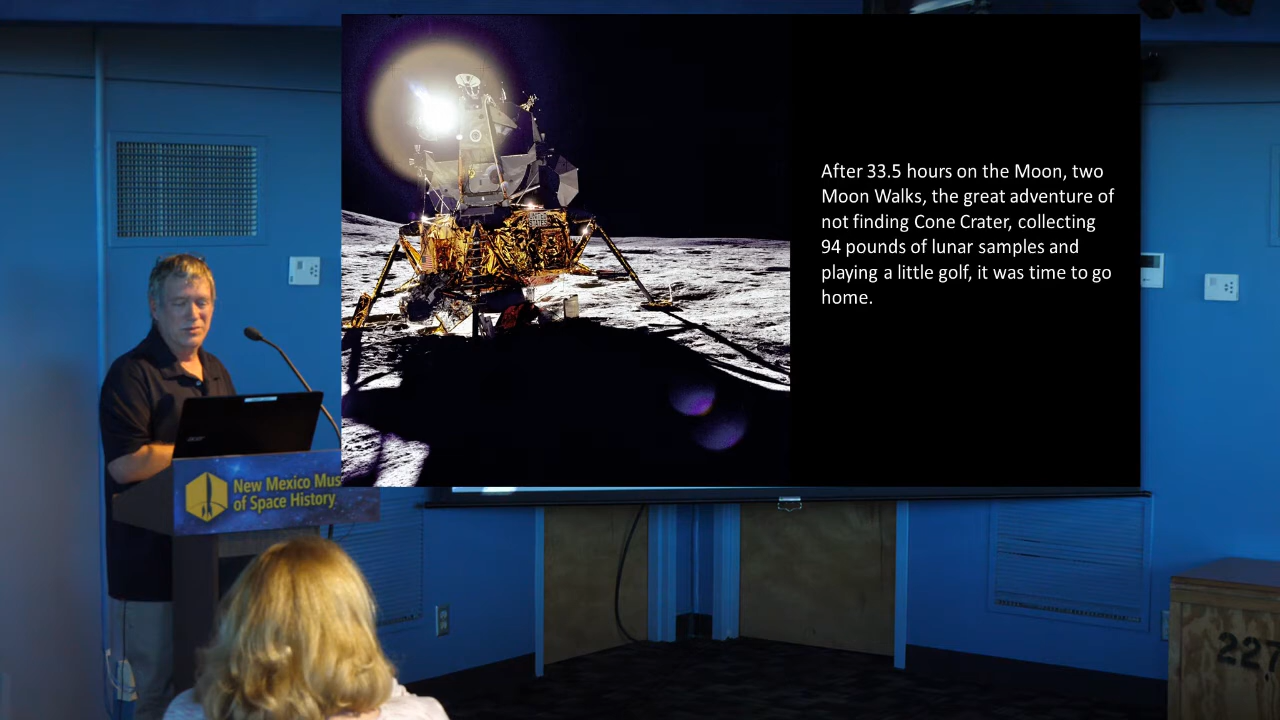 After 33.5 hours on the Moon, two
Moon Walks, the great adventure of
not finding Cone Crater, collecting
94 pounds of lunar samples and
playing a little golf, it was time to go
home.
acer
New Mexico Mus
of Space History
227